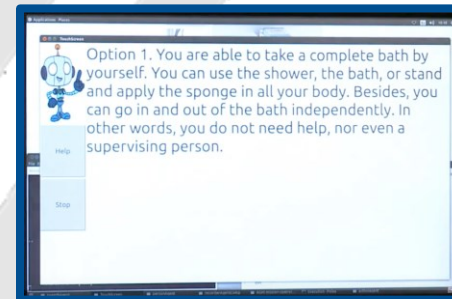 Option 1. You are able to take a complete bath by
yourself. You can use the shower, the bath, or stand
and apply the sponge in all your body. Besides, you
can go in and out of the bath independently. In
other words, you do not need help, nor even a
supervising person.
Help
Stop